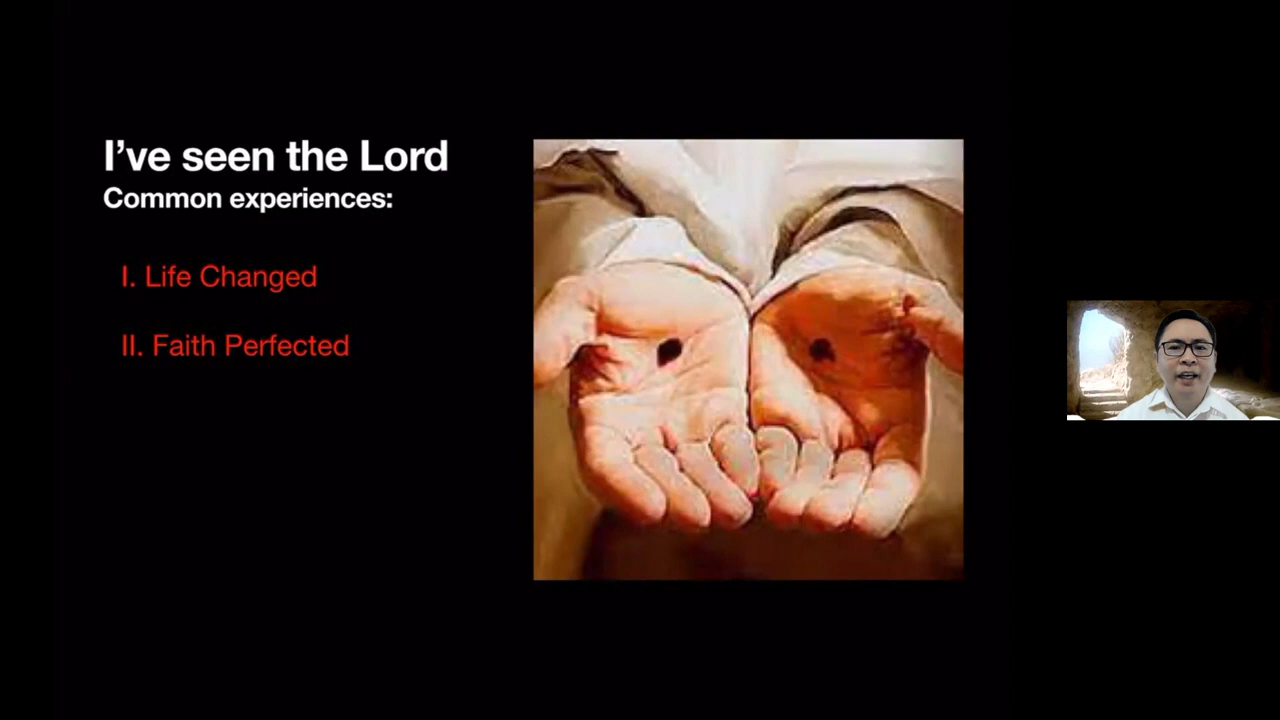 I’ve seen the Lord
Common experiences:
I. Life Changed
II. Faith Perfected